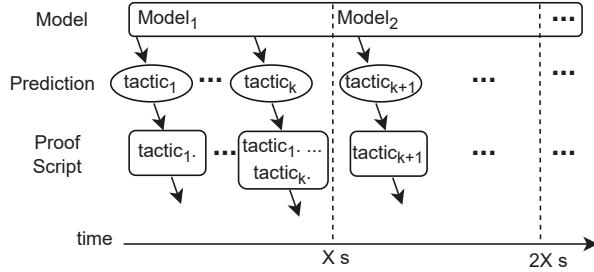 Model Model₁ Model₂ ...
Prediction tactic₁ ... tacticₖ tacticₖ₊₁ ... ...
Proof
Script
tactic₁. ... tactic₁. ... tacticₖ₊₁ ... ...
tacticₖ.
time
X s 2X s